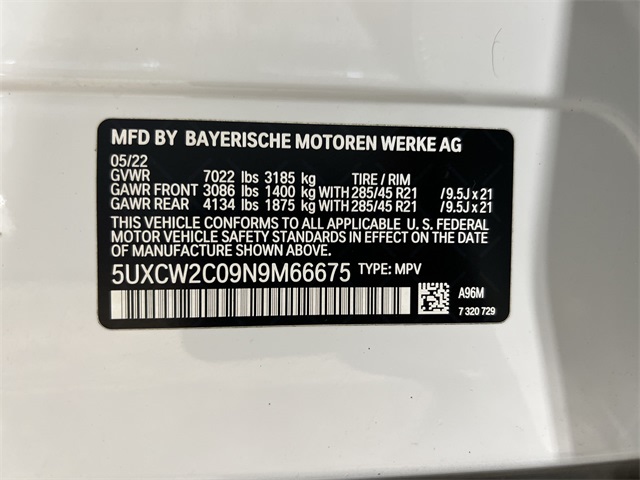 MFD BY BAYERISCHE MOTOREN WERKE AG
05/22
GVWR 7022 lbs 3185 kg TIRE / RIM
GAWR FRONT 3086 lbs 1400 kg WITH 285/45 R21 / 9.5J x 21
GAWR REAR 4134 lbs 1875 kg WITH 285/45 R21 / 9.5J x 21
THIS VEHICLE CONFORMS TO ALL APPLICABLE U. S. FEDERAL
MOTOR VEHICLE SAFETY STANDARDS IN EFFECT ON THE DATE
OF MANUFACTURE SHOWN ABOVE.
5UXCW2C09N9M66675 TYPE: MPV
A96M
7 320 729